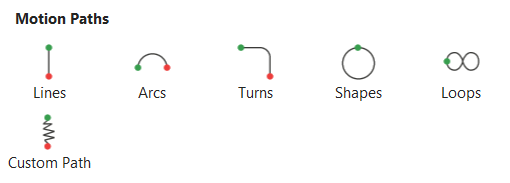 Motion Paths
Lines Arcs Turns Shapes Loops
Custom Path